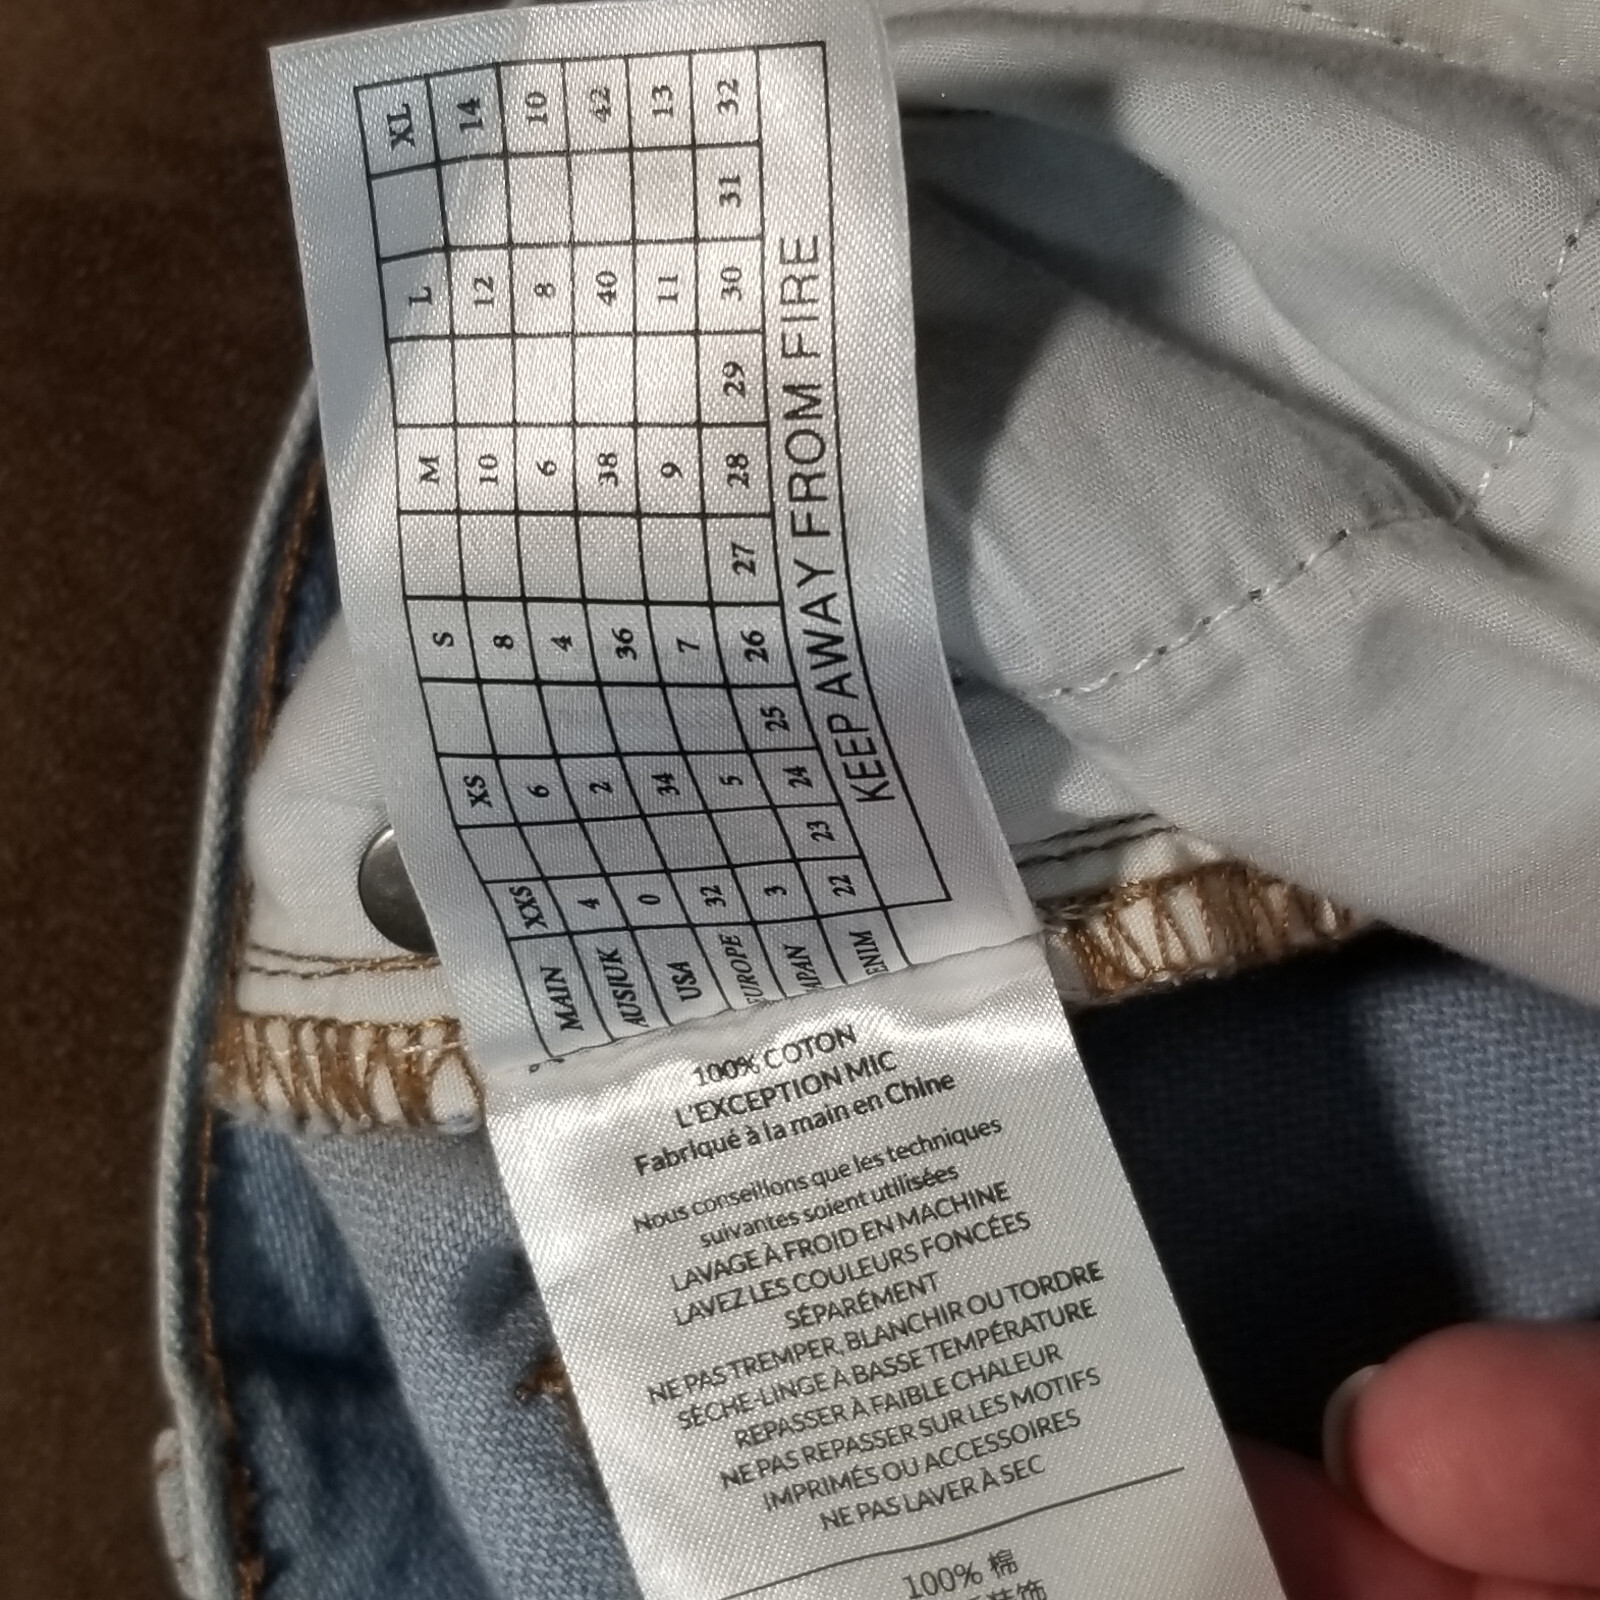 MAIN XXS XS S M L XL
AUS/UK 4 6 8 10 12 14
USA 0 2 4 6 8 10
EUROPE 32 34 36 38 40 42
JAPAN 3 5 7 9 11 13
DENIM 22 23 24 25 26 27 28 29 30 31 32
KEEP AWAY FROM FIRE
100% COTON
L'EXCEPTION MIC
Fabriqué à la main en Chine
Nous conseillons que les techniques
suivantes soient utilisées
LAVAGE À FROID EN MACHINE
LAVEZ LES COULEURS FONCÉES
SÉPARÉMENT
NE PAS TREMPER, BLANCHIR OU TORDRE
SÈCHE-LINGE À BASSE TEMPÉRATURE
REPASSER À FAIBLE CHALEUR
NE PAS REPASSER SUR LES MOTIFS
IMPRIMÉS OU ACCESSOIRES
NE PAS LAVER À SEC
100% 棉